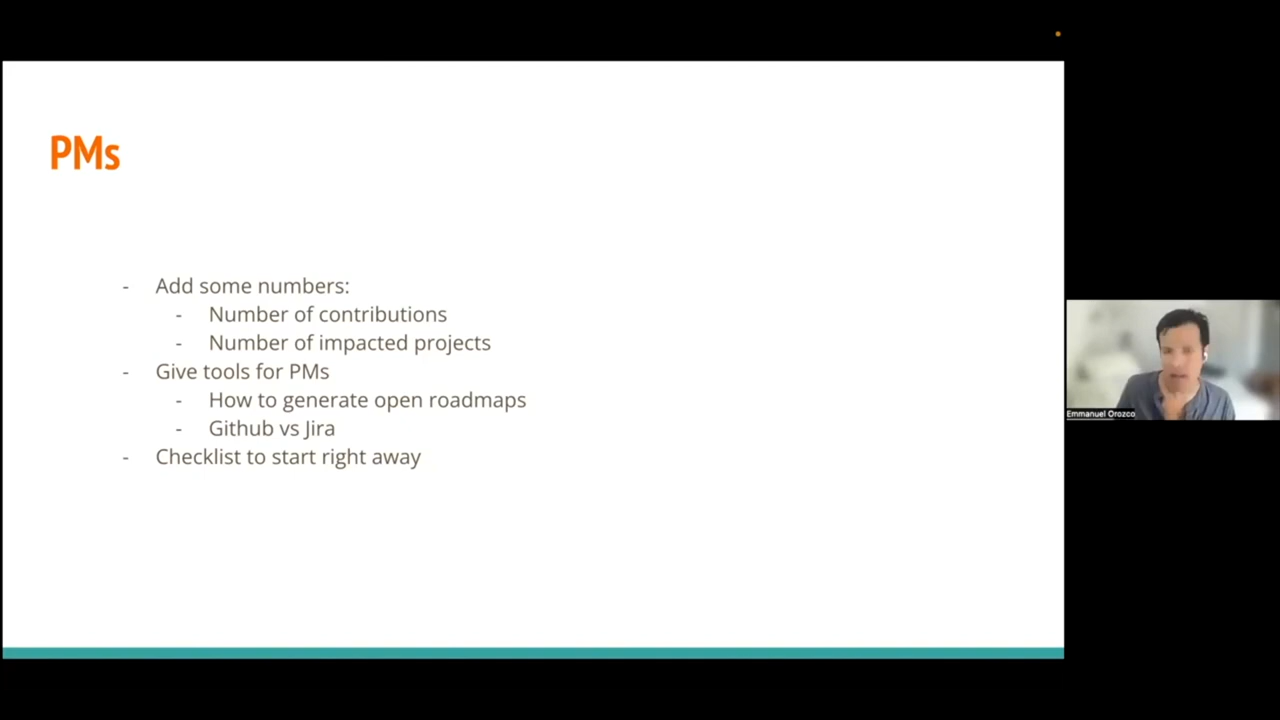 PMs
- Add some numbers:
- Number of contributions
- Number of impacted projects
- Give tools for PMs
- How to generate open roadmaps
- Github vs Jira
- Checklist to start right away
Emmanuel Orozco